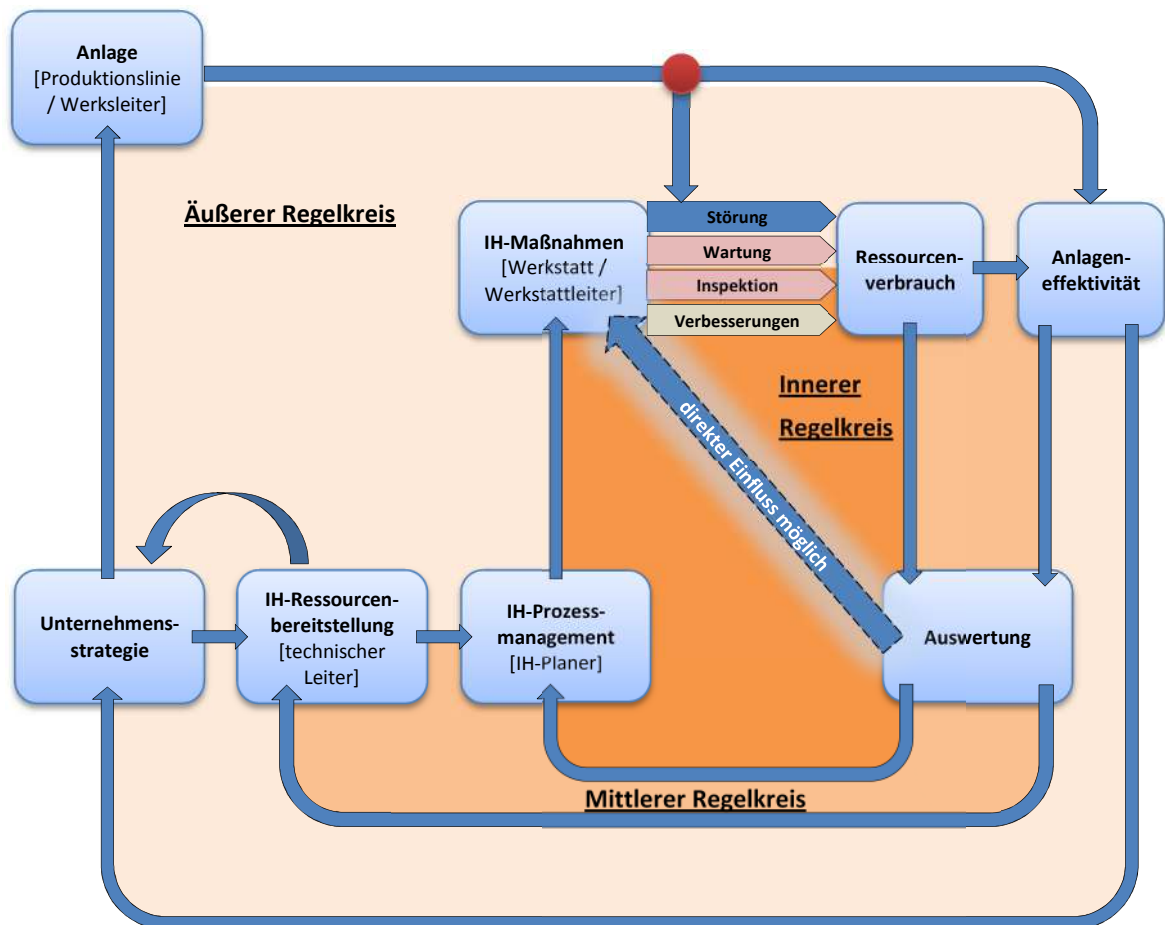 Anlage
[Produktionslinie
/ Werksleiter]
Äußerer Regelkreis
IH-Maßnahmen
[Werkstatt /
Werkstattleiter]
Störung
Wartung
Inspektion
Verbesserungen
Ressourcen-
verbrauch
Anlagen-
effektivität
Innerer
Regelkreis
direkter Einfluss möglich
Unternehmens-
strategie
IH-Ressourcen-
bereitstellung
[technischer
Leiter]
IH-Prozess-
management
[IH-Planer]
Auswertung
Mittlerer Regelkreis